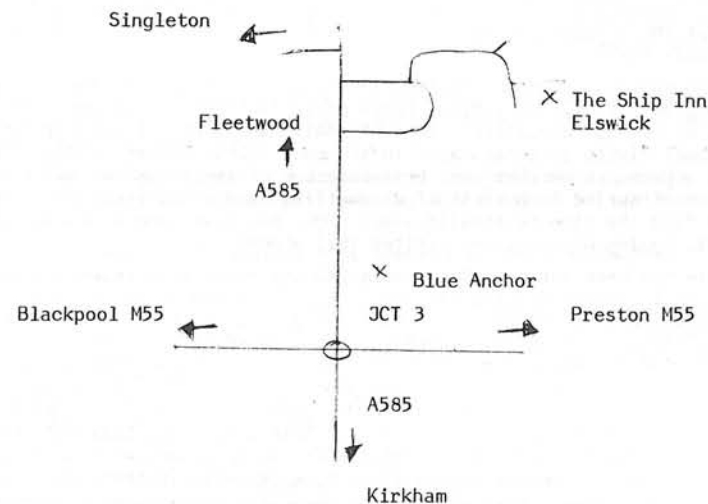 Singleton
The Ship Inn
Elswick
Fleetwood
A585
Blue Anchor
Blackpool M55
JCT 3
Preston M55
A585
Kirkham